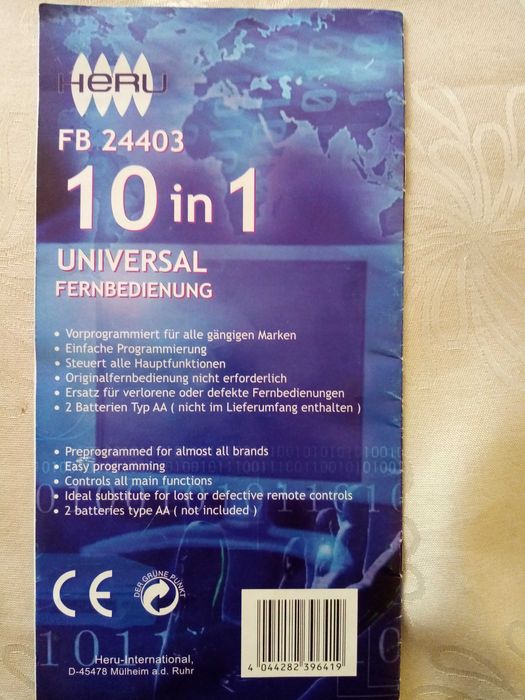 HERU
FB 24403
10 in 1
UNIVERSAL
FERNBEDIENUNG
• Vorprogrammiert für alle gängigen Marken
• Einfache Programmierung
• Steuert alle Hauptfunktionen
• Originalfernbedienung nicht erforderlich
• Ersatz für verlorene oder defekte Fernbedienungen
• 2 Batterien Typ AA ( nicht im Lieferumfang enthalten )
• Preprogrammed for almost all brands
• Easy programming
• Controls all main functions
• Ideal substitute for lost or defective remote controls
• 2 batteries type AA ( not included )
CE
DER GRÜNE PUNKT
Heru-International,
D-45478 Mülheim a.d. Ruhr
4 044282 396419